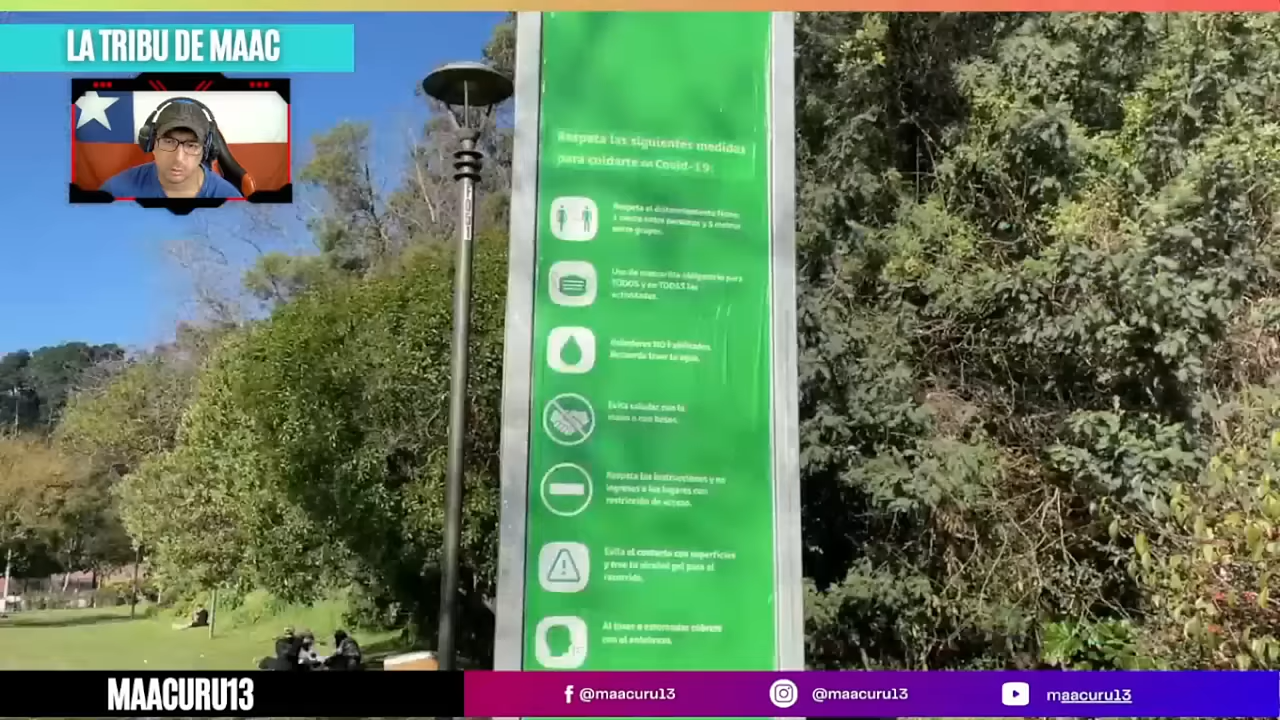 LA TRIBU DE MAAC
Respeta las siguientes medidas
para cuidarte en Covid-19:
Respeta el distanciamiento físico:
1 metro entre personas y 5 metros
entre grupos.
Uso de mascarilla obligatorio para
TODOS y en TODAS las
actividades.
Bebederos NO habilitados.
Recuerda traer tu agua.
Evita saludar con la
mano o con besos.
Respeta las instrucciones y no
ingreses a los lugares con
restricción de acceso.
Evita el contacto con superficies
y trae tu alcohol gel para el
recorrido.
Al toser o estornudar cúbrete
con el antebrazo.
MAACURU13
@maacuru13
@maacuru13
maacuru13